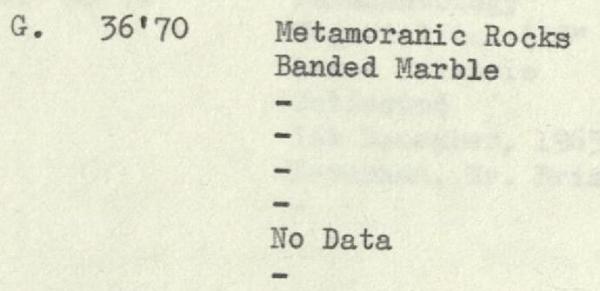 G. 36'70 Metamoranic Rocks
Banded Marble
-
-
-
-
No Data
-